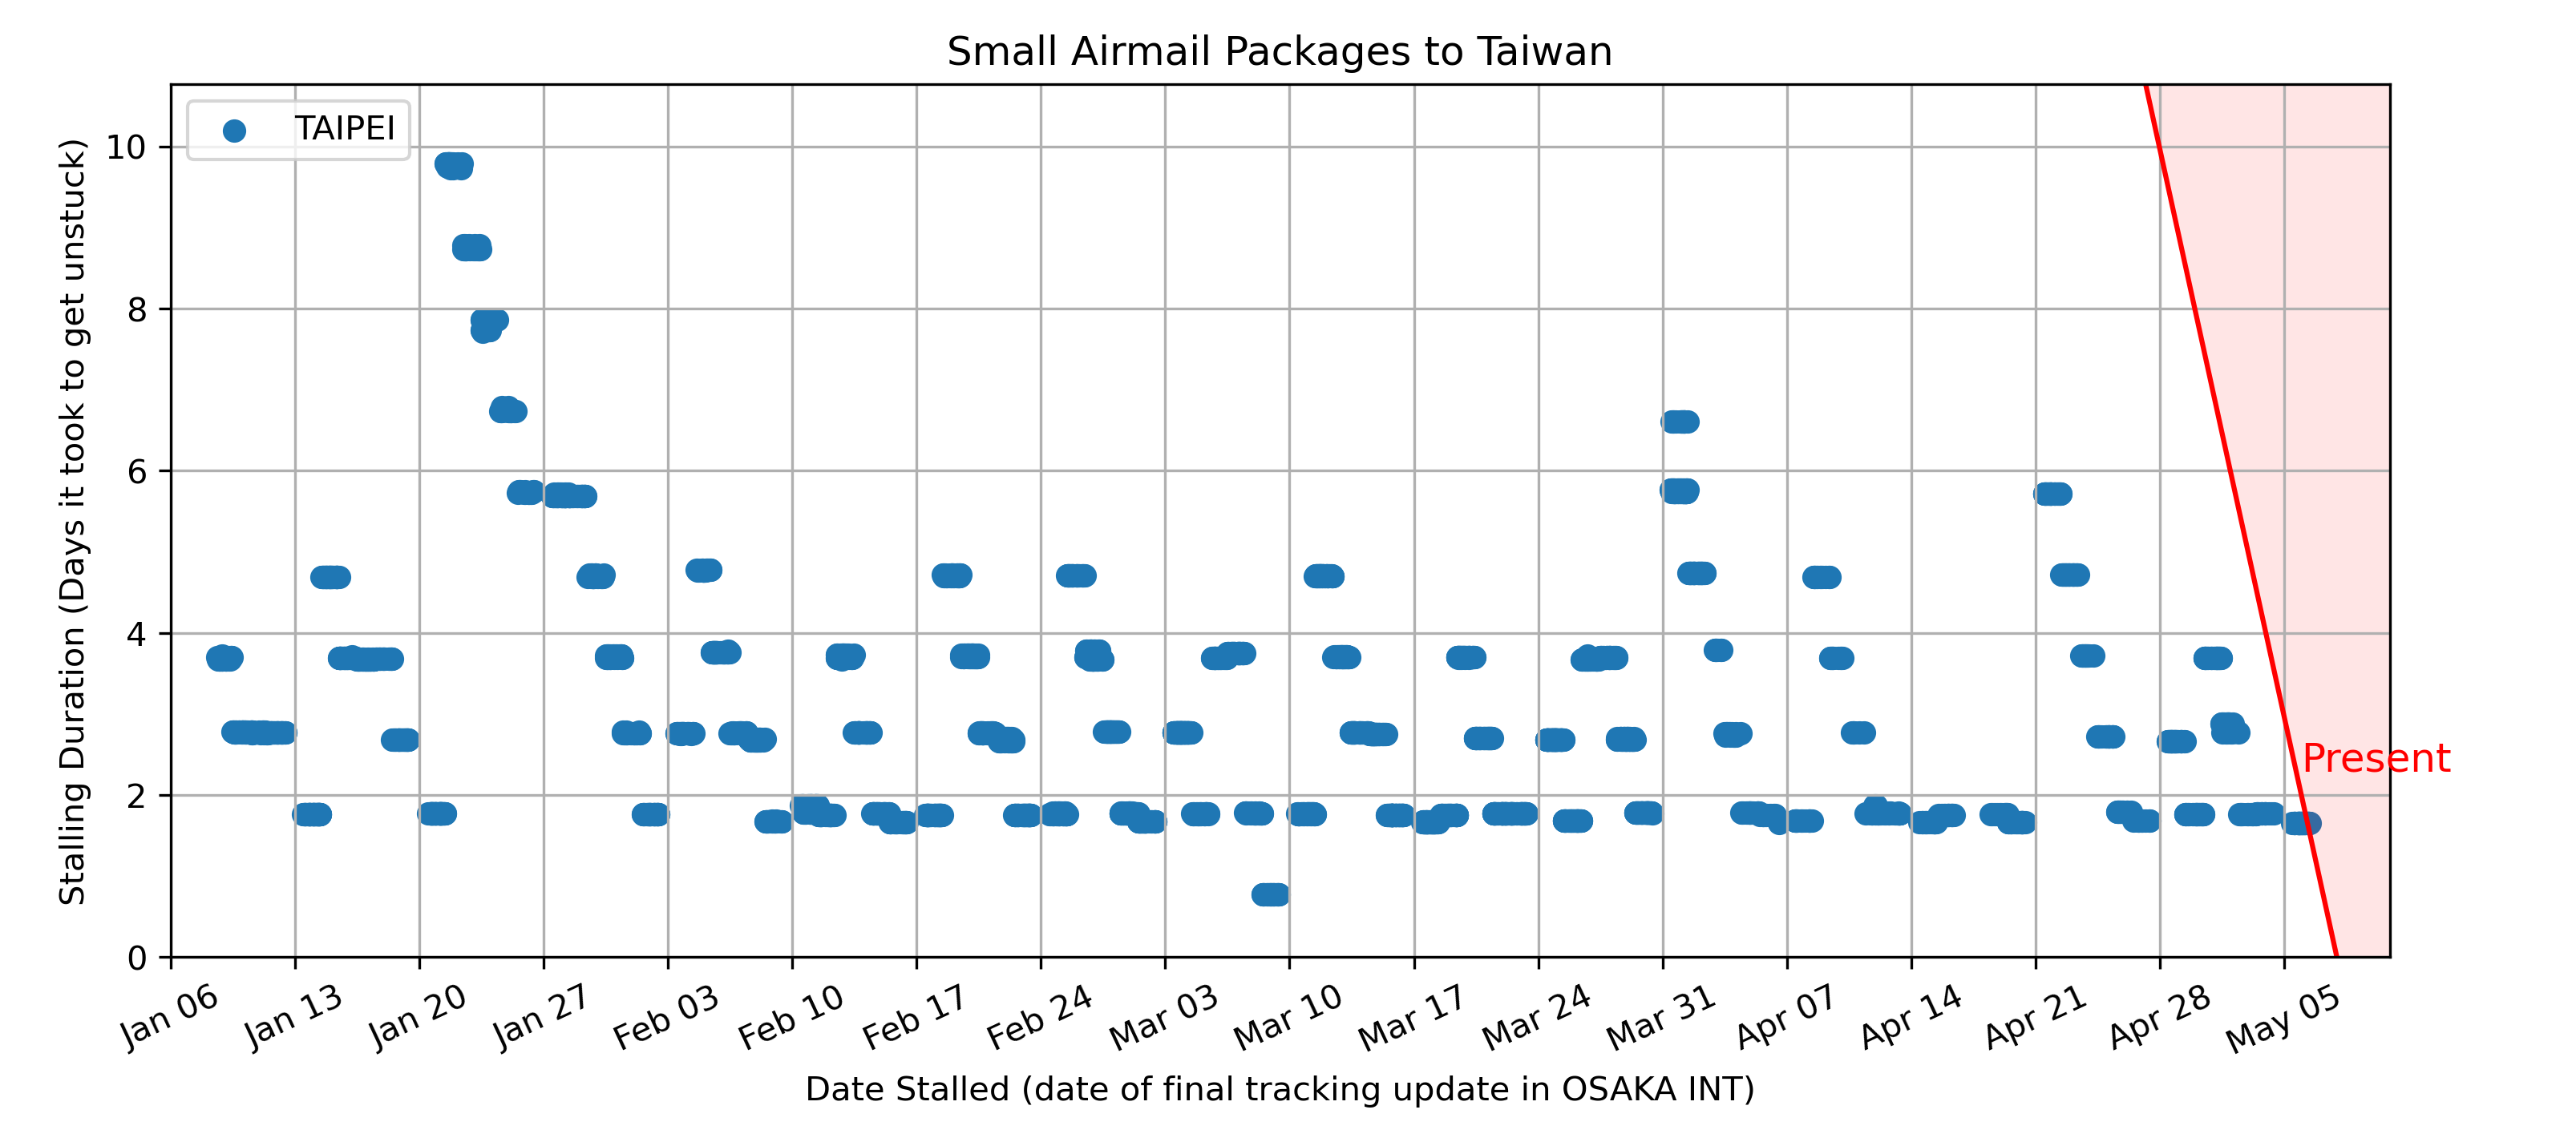 Small Airmail Packages to Taiwan
TAIPEI
Stalling Duration (Days it took to get unstuck)
10
8
6
4
2
0
Present
Jan 06
Jan 13
Jan 20
Jan 27
Feb 03
Feb 10
Feb 17
Feb 24
Mar 03
Mar 10
Mar 17
Mar 24
Mar 31
Apr 07
Apr 14
Apr 21
Apr 28
May 05
Date Stalled (date of final tracking update in OSAKA INT)